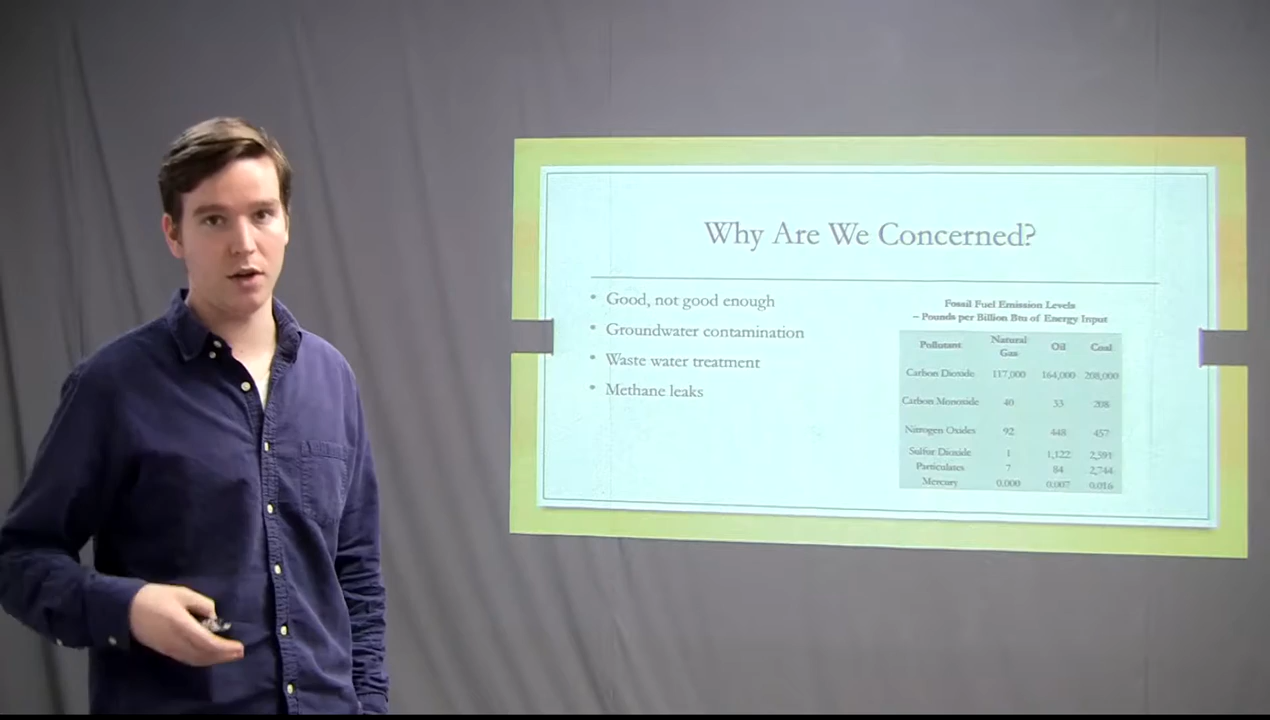 Why Are We Concerned?
• Good, not good enough
• Groundwater contamination
• Waste water treatment
• Methane leaks
Fossil Fuel Emission Levels
– Pounds per Billion Btu of Energy Input
Pollutant Natural Gas Oil Coal
Carbon Dioxide 117,000 164,000 208,000
Carbon Monoxide 40 33 208
Nitrogen Oxides 92 448 457
Sulfur Dioxide 1 1,122 2,591
Particulates 7 84 2,744
Mercury 0.000 0.007 0.016